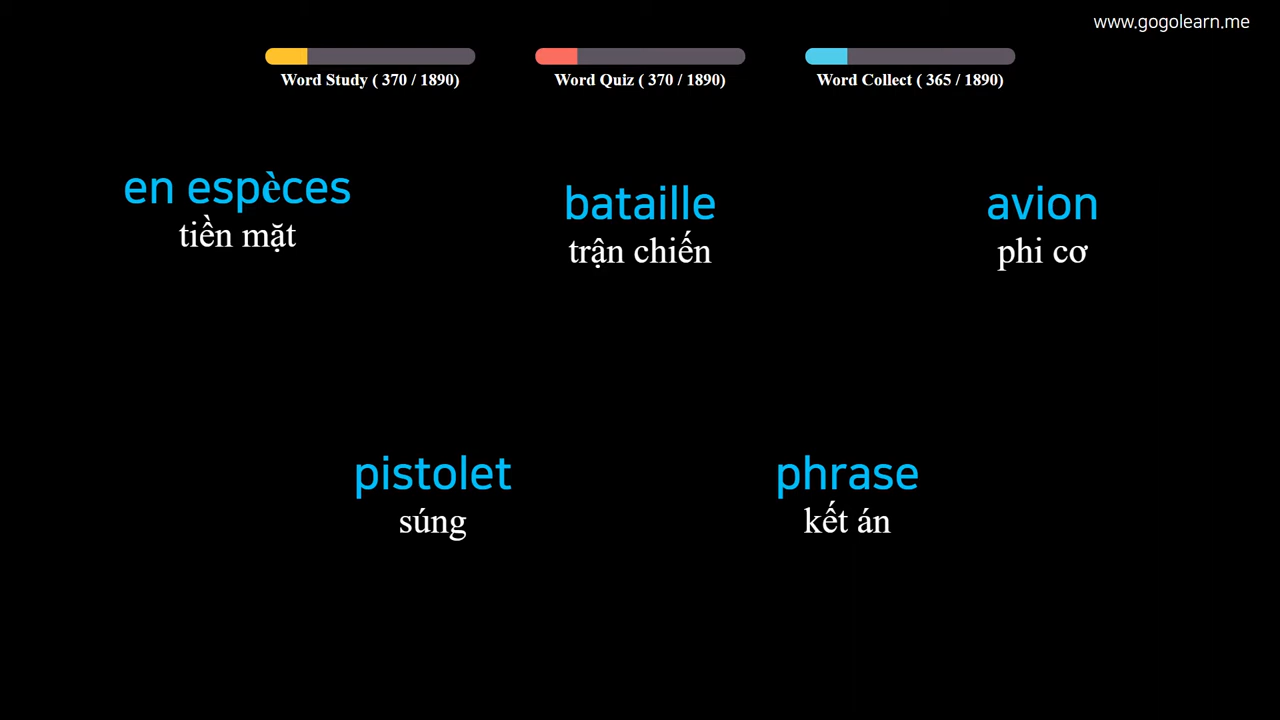 www.gogolearn.me
Word Study ( 370 / 1890)
Word Quiz ( 370 / 1890)
Word Collect ( 365 / 1890)
en espèces
tiền mặt
bataille
trận chiến
avion
phi cơ
pistolet
súng
phrase
kết án